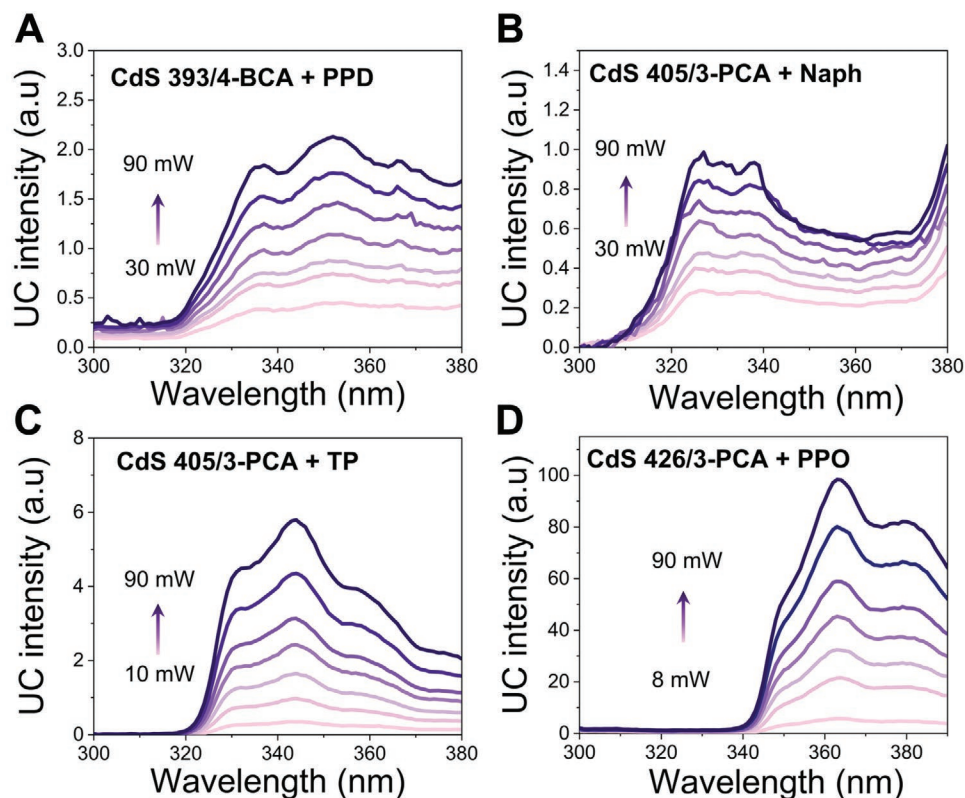 A
CdS 393/4-BCA + PPD
90 mW
30 mW
UC intensity (a.u)
3.0
2.5
2.0
1.5
1.0
0.5
0.0
300 320 340 360 380
Wavelength (nm)
B
CdS 405/3-PCA + Naph
90 mW
30 mW
UC intensity (a.u)
1.4
1.2
1.0
0.8
0.6
0.4
0.2
0.0
300 320 340 360 380
Wavelength (nm)
C
CdS 405/3-PCA + TP
90 mW
10 mW
UC intensity (a.u)
8
6
4
2
0
300 320 340 360 380
Wavelength (nm)
D
CdS 426/3-PCA + PPO
90 mW
8 mW
UC intensity (a.u)
100
80
60
40
20
0
300 320 340 360 380
Wavelength (nm)